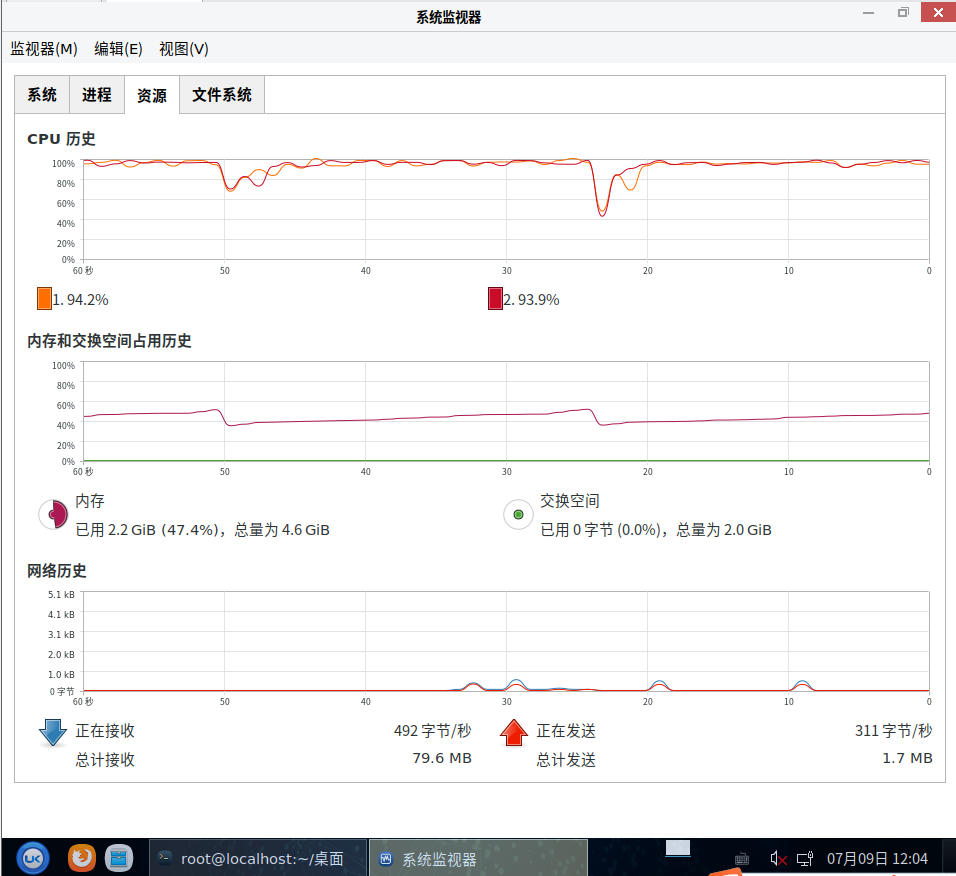 系统监视器
监视器(M) 编辑(E) 视图(V)
系统 进程 资源 文件系统
CPU 历史
100%
80%
60%
40%
20%
0%
60 秒 50 40 30 20 10 0
1. 94.2% 2. 93.9%
内存和交换空间占用历史
100%
80%
60%
40%
20%
0%
60 秒 50 40 30 20 10 0
内存 交换空间
已用 2.2 GiB (47.4%)，总量为 4.6 GiB 已用 0 字节 (0.0%)，总量为 2.0 GiB
网络历史
5.1 kB
4.1 kB
3.1 kB
2.0 kB
1.0 kB
0 字节
60 秒 50 40 30 20 10 0
正在接收 492 字节/秒 正在发送 311 字节/秒
总计接收 79.6 MB 总计发送 1.7 MB
UK root@localhost:~/桌面 系统监视器 07月09日 12:04